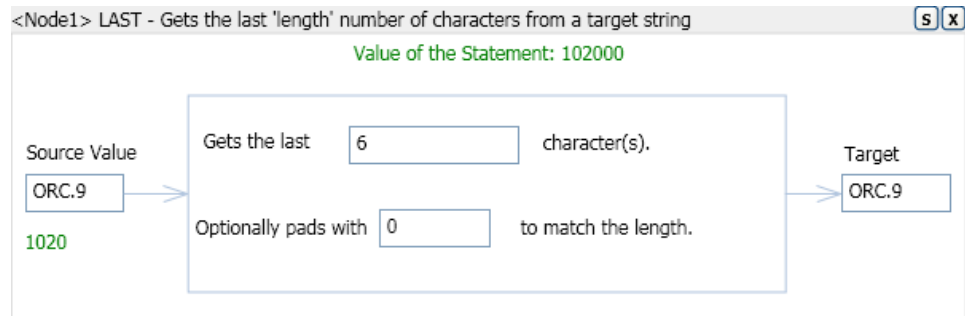 <Node1> LAST - Gets the last 'length' number of characters from a target string S X
Value of the Statement: 102000
Gets the last 6 character(s).
Source Value
Target
ORC.9
ORC.9
Optionally pads with 0 to match the length.
1020